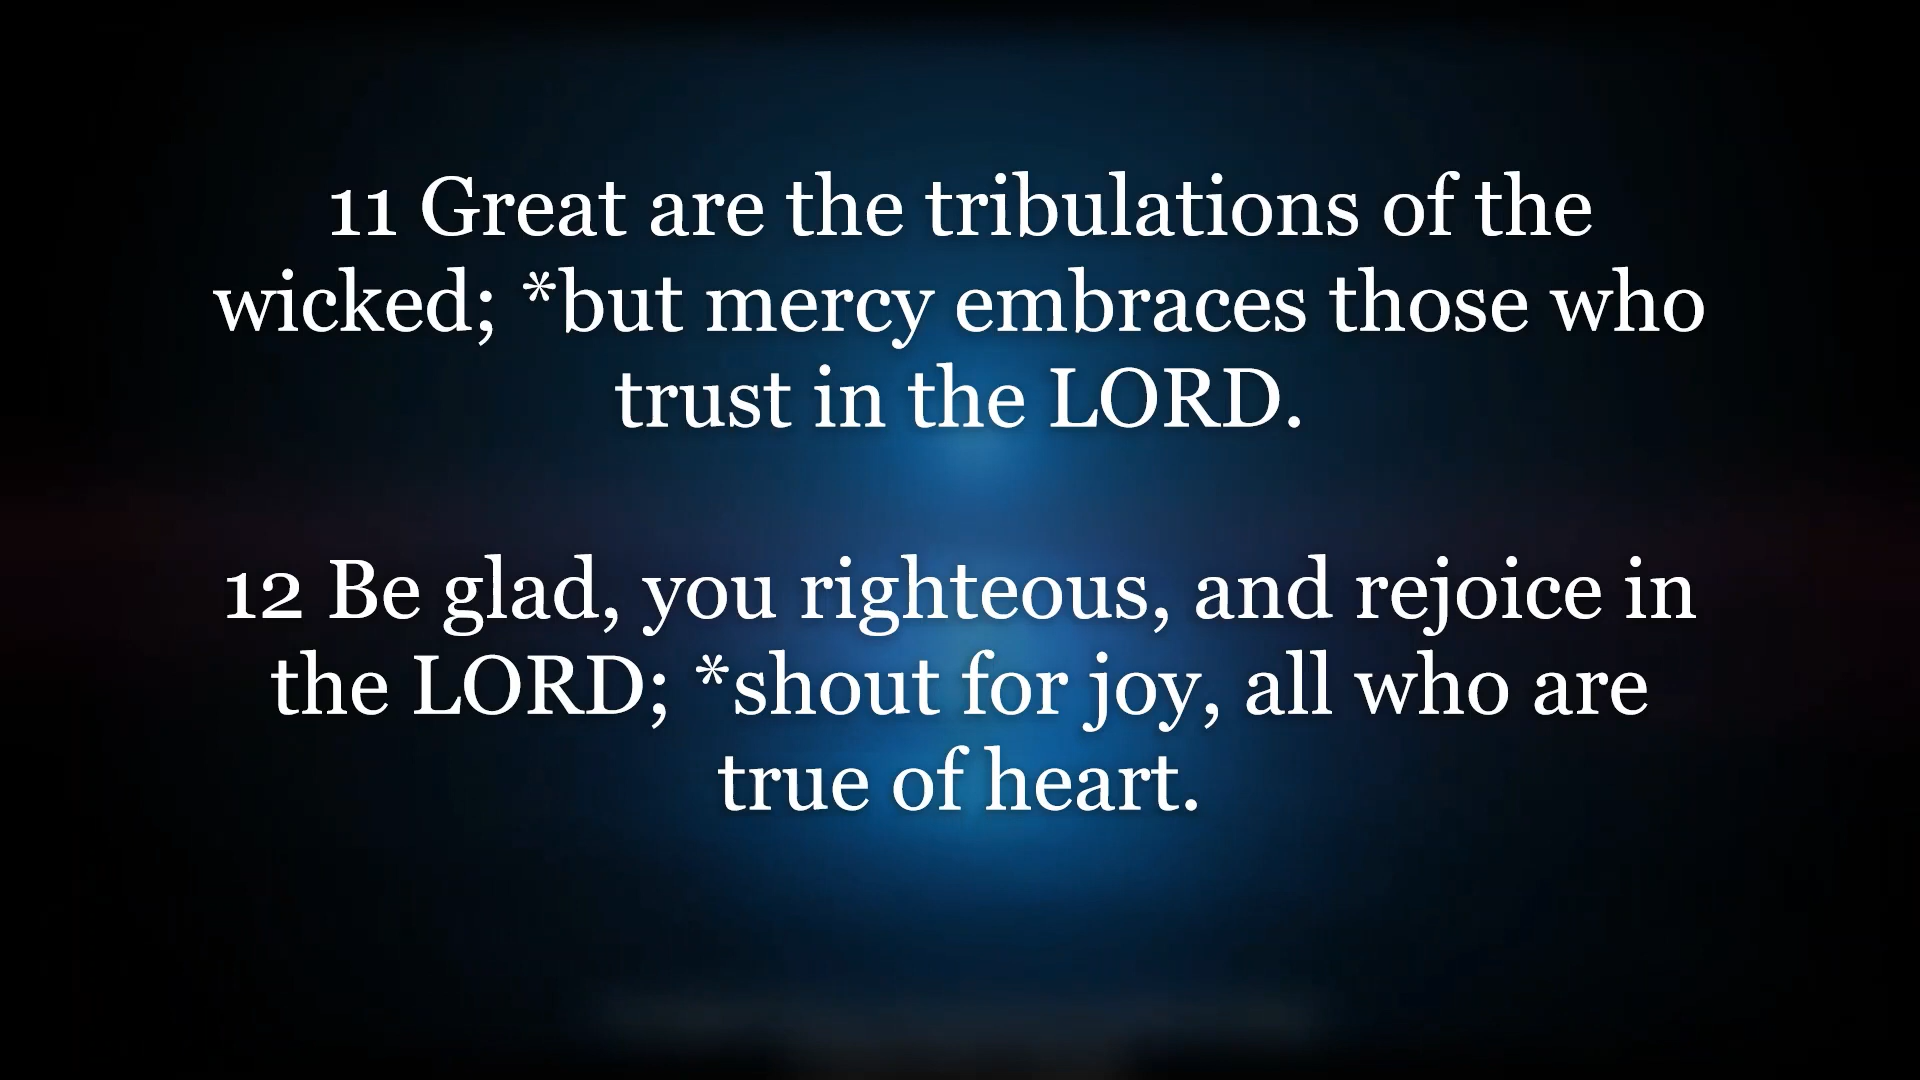 11 Great are the tribulations of the
wicked; *but mercy embraces those who
trust in the LORD.
12 Be glad, you righteous, and rejoice in
the LORD; *shout for joy, all who are
true of heart.